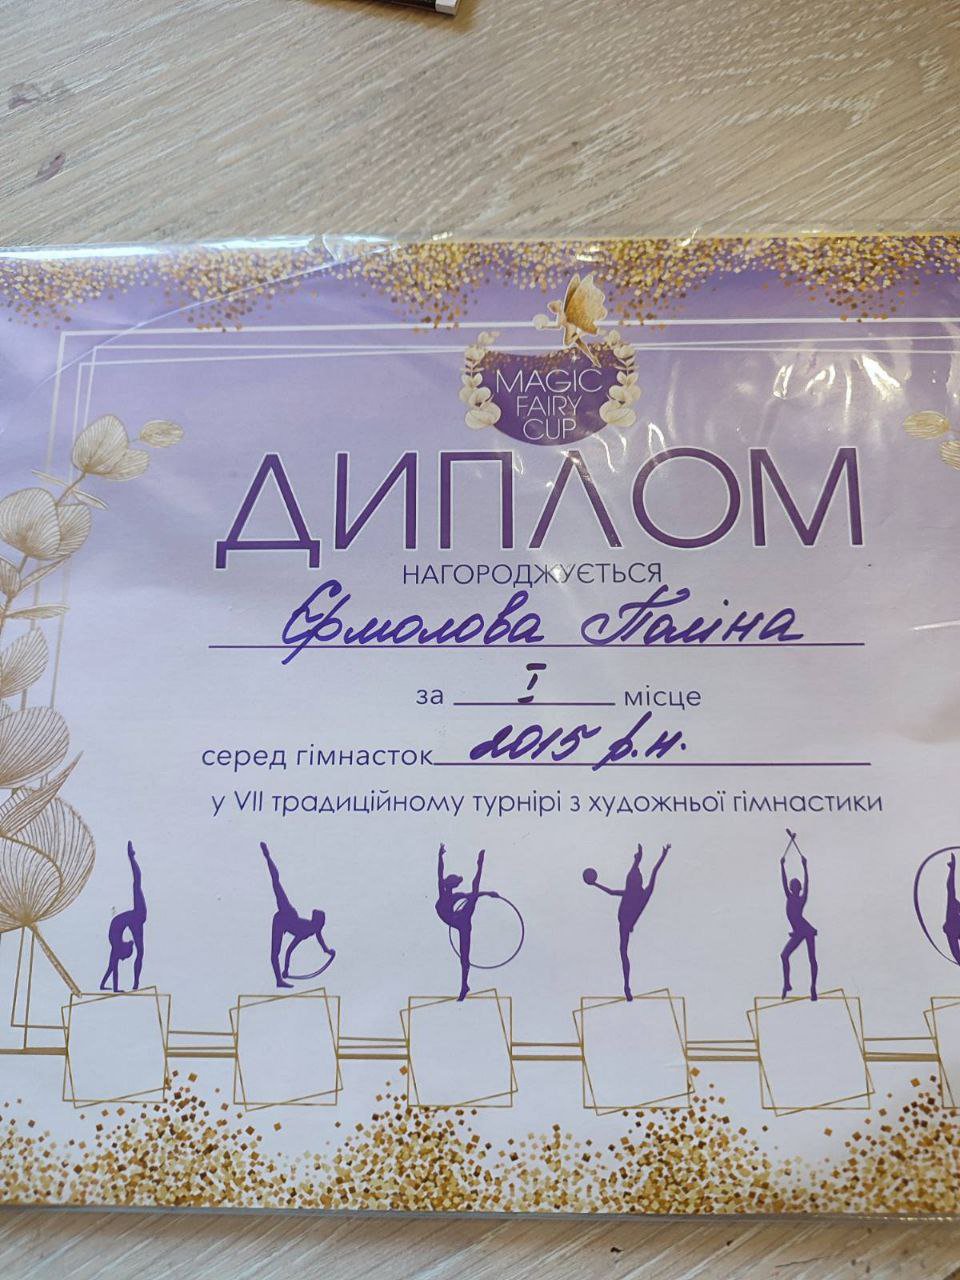 MAGIC
FAIRY
CUP
ДИПЛОМ
НАГОРОДЖУЄТЬСЯ
Єрмолова Поліна
за I місце
серед гімнасток 2015 р.н.
у VII традиційному турнірі з художньої гімнастики